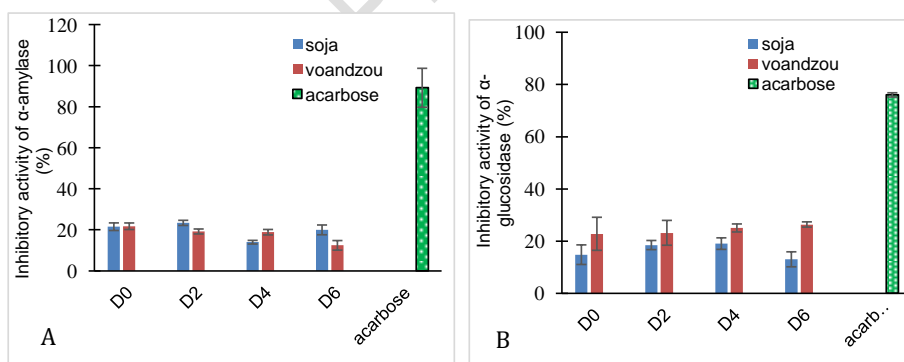 120
100
80
60
40
20
0
Inhibitory activity of α-amylase
(%)
soja
voandzou
acarbose
D0
D2
D4
D6
acarbose
A
100
80
60
40
20
0
Inhibitory activity of α-
glucosidase (%)
soja
voandzou
acarbose
D0
D2
D4
D6
acarb..
B